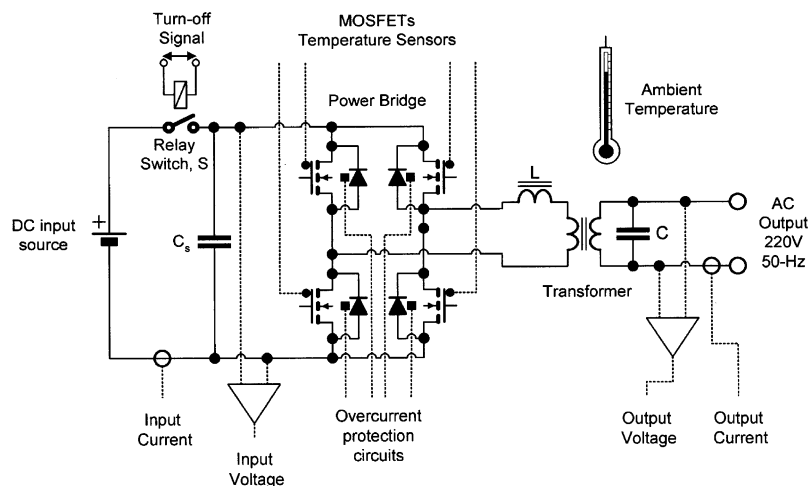 Turn-off
Signal
MOSFETs
Temperature Sensors
Power Bridge
Ambient
Temperature
Relay
Switch, S
L
DC input
source
+
Cs
C
AC
Output
220V
50-Hz
Transformer
Input
Current
Input
Voltage
Overcurrent
protection
circuits
Output
Voltage
Output
Current